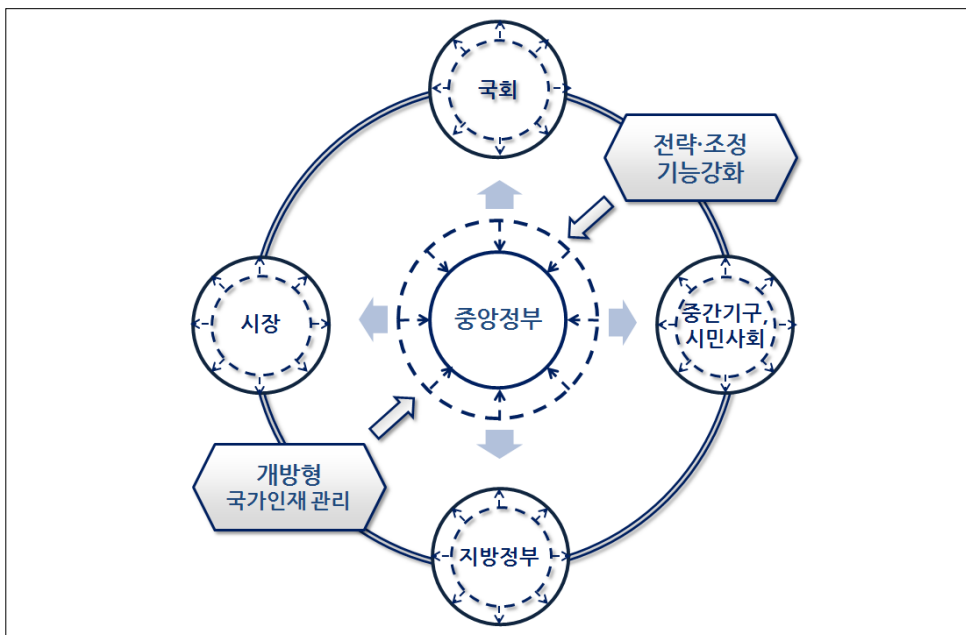 국회
전략·조정
기능강화
시장
중앙정부
중간기구,
시민사회
개방형
국가인재 관리
지방정부